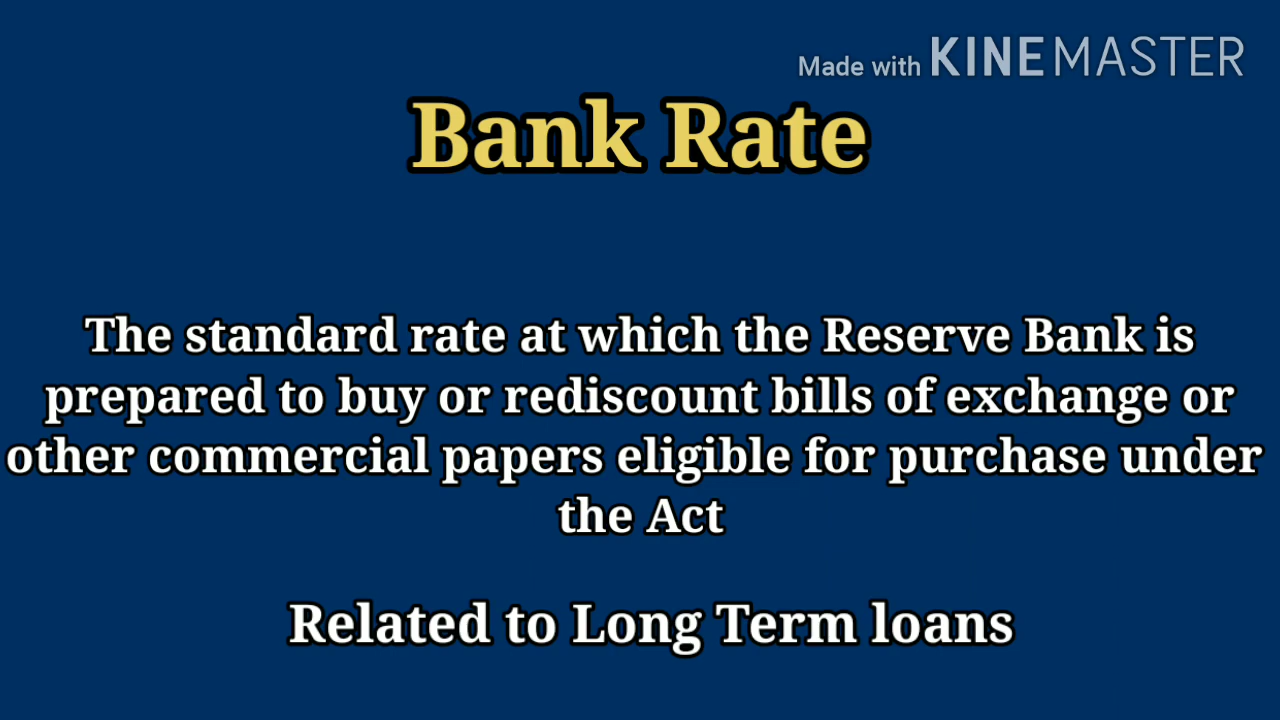 Made with KINEMASTER
Bank Rate
The standard rate at which the Reserve Bank is
prepared to buy or rediscount bills of exchange or
other commercial papers eligible for purchase under
the Act
Related to Long Term loans